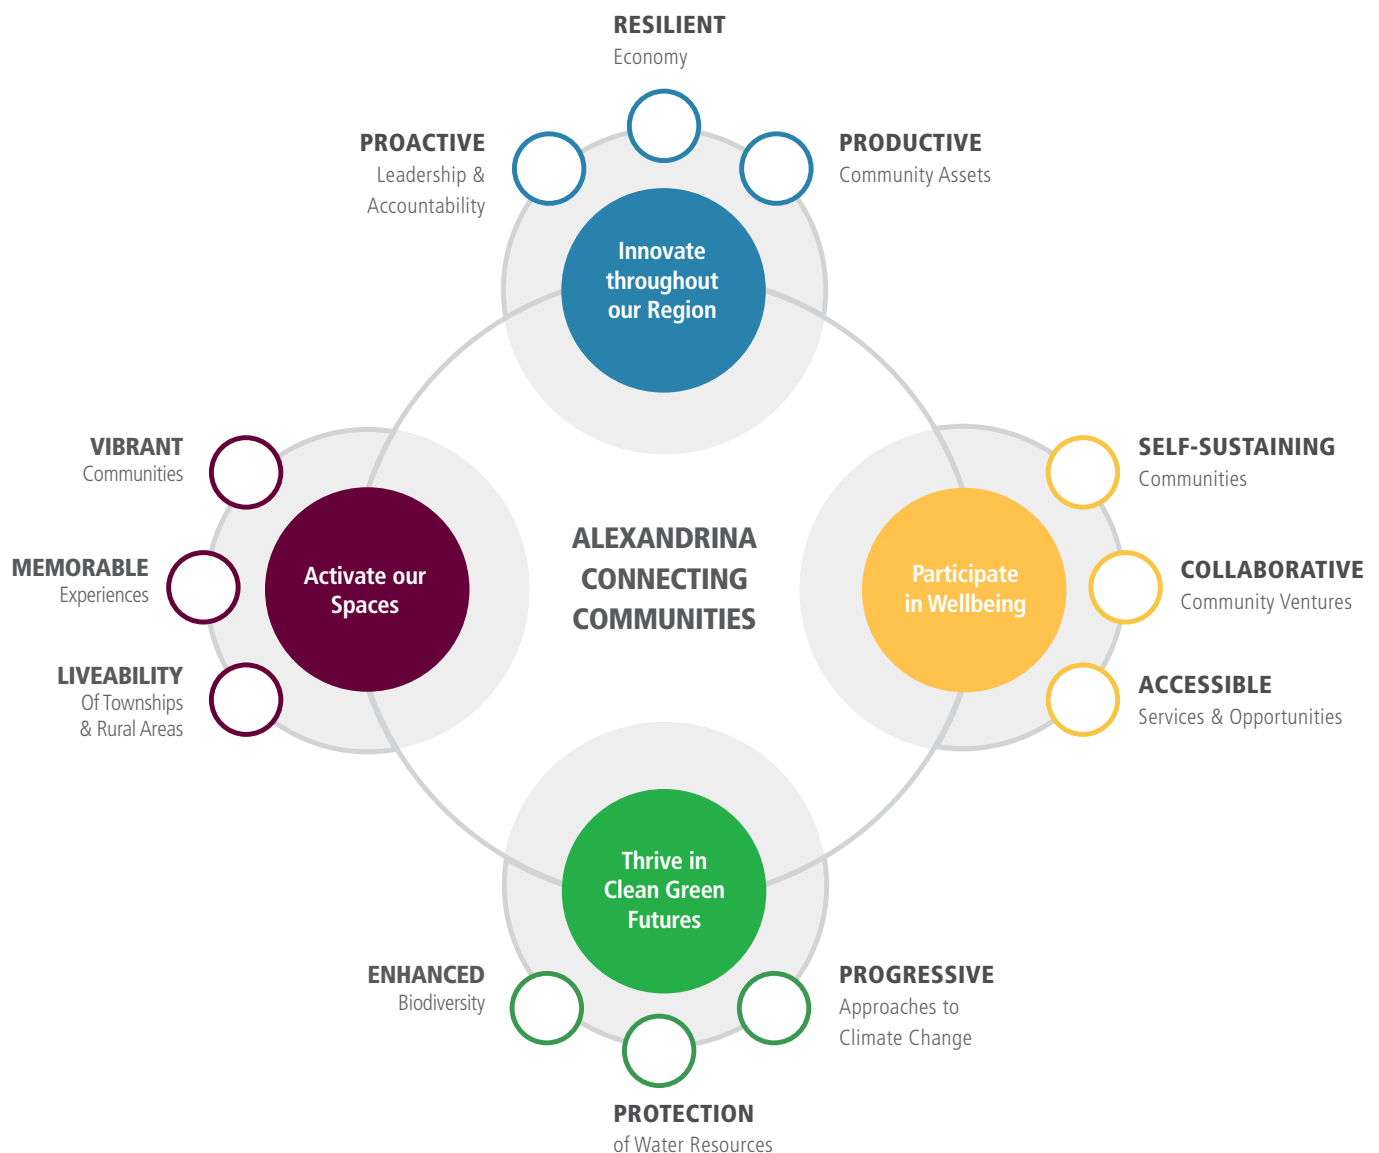 RESILIENT
Economy
PROACTIVE
Leadership &
Accountability
PRODUCTIVE
Community Assets
Innovate
throughout
our Region
VIBRANT
Communities
MEMORABLE
Experiences
LIVEABILITY
Of Townships
& Rural Areas
Activate our
Spaces
ALEXANDRINA
CONNECTING
COMMUNITIES
Participate
in Wellbeing
SELF-SUSTAINING
Communities
COLLABORATIVE
Community Ventures
ACCESSIBLE
Services & Opportunities
Thrive in
Clean Green
Futures
ENHANCED
Biodiversity
PROGRESSIVE
Approaches to
Climate Change
PROTECTION
of Water Resources